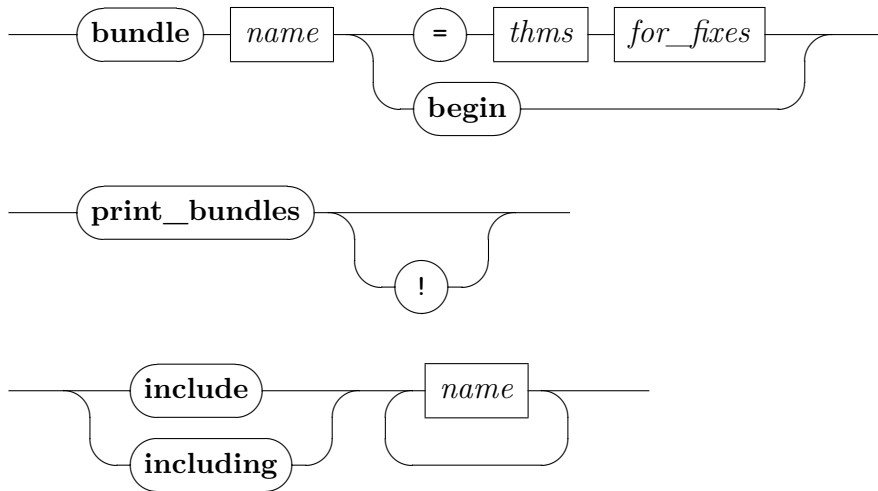 bundle name = thms for_fixes
begin
print_bundles
!
include name
including